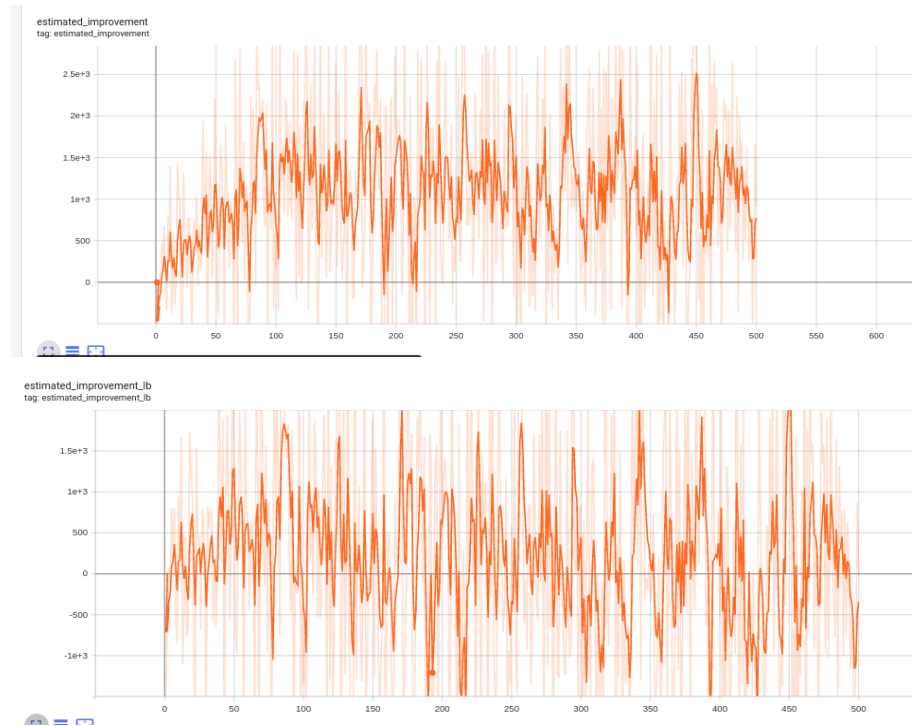 estimated_improvement
tag: estimated_improvement
2.5e+3
2e+3
1.5e+3
1e+3
500
0
0 50 100 150 200 250 300 350 400 450 500 550 600
estimated_improvement_lb
tag: estimated_improvement_lb
1.5e+3
1e+3
500
0
-500
-1e+3
0 50 100 150 200 250 300 350 400 450 500